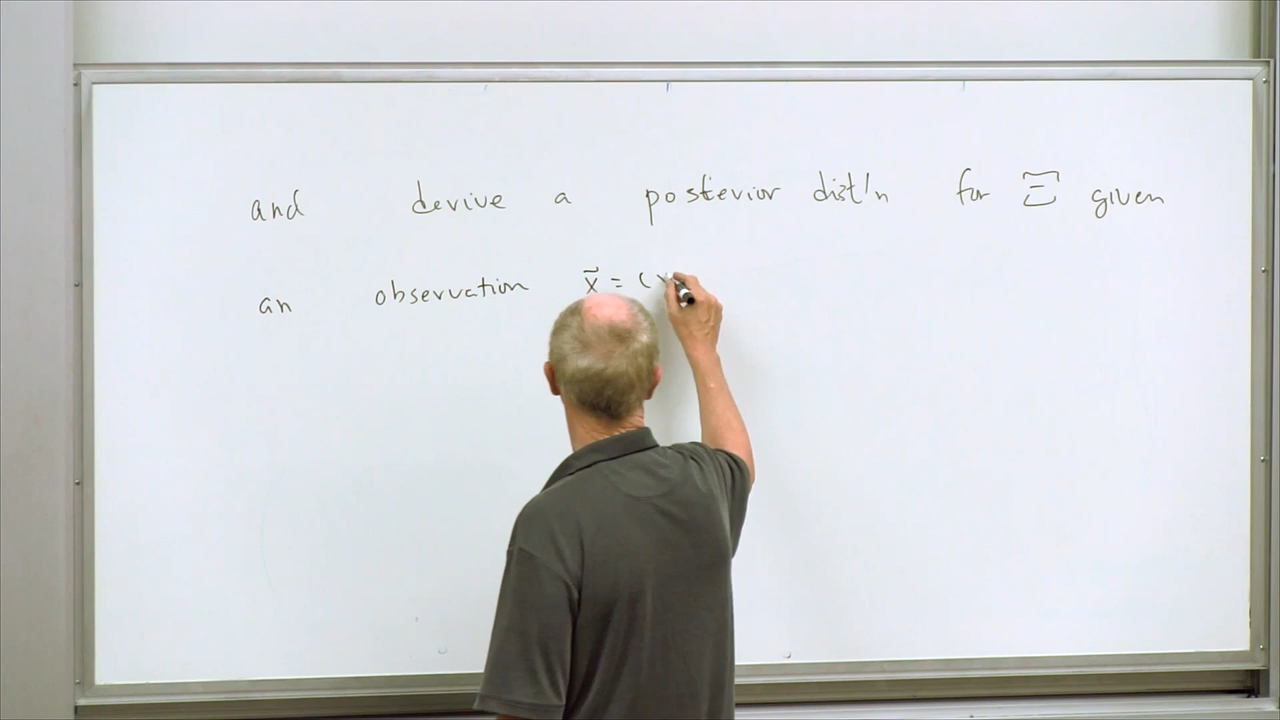 and derive a posterior dist'n for Ξ given
an observation x̃ = (x